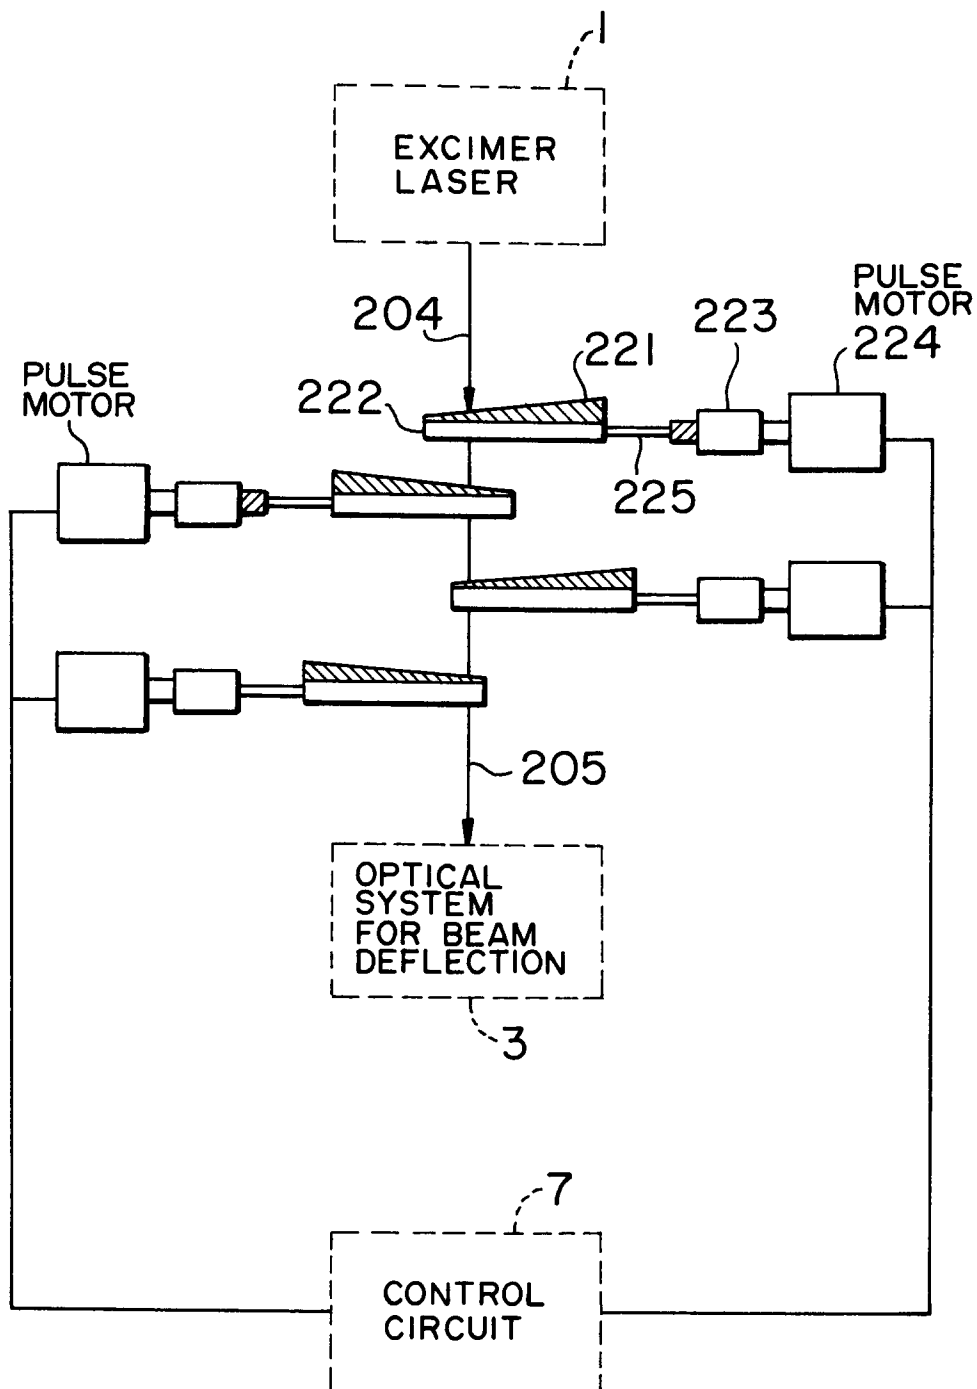 1
EXCIMER
LASER
204
PULSE
MOTOR
224
223
221
222
225
PULSE
MOTOR
205
OPTICAL
SYSTEM
FOR BEAM
DEFLECTION
3
7
CONTROL
CIRCUIT